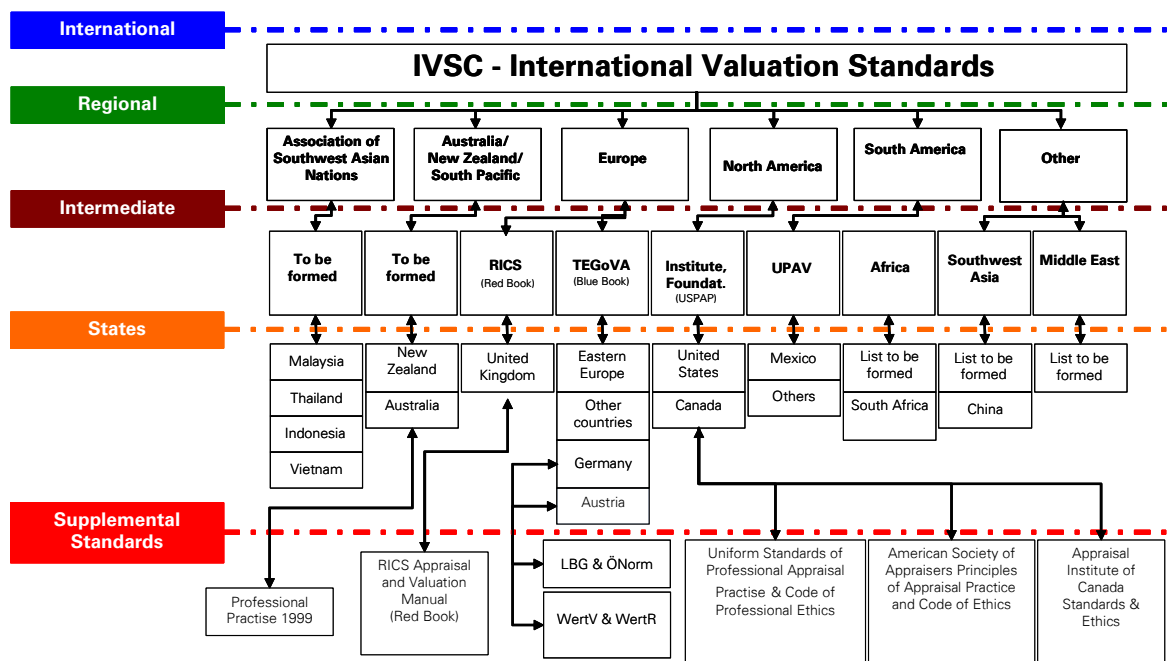 International
IVSC - International Valuation Standards
Regional
Association of
Southwest Asian
Nations
Australia/
New Zealand/
South Pacific
Europe
North America
South America
Other
Intermediate
To be
formed
To be
formed
RICS
(Red Book)
TEGoVA
(Blue Book)
Institute,
Foundat.
(USPAP)
UPAV
Africa
Southwest
Asia
Middle East
States
Malaysia
Thailand
Indonesia
Vietnam
New
Zealand
Australia
United
Kingdom
Eastern
Europe
Other
countries
Germany
Austria
United
States
Canada
Mexico
Others
List to be
formed
South Africa
List to be
formed
China
List to be
formed
Supplemental
Standards
Professional
Practise 1999
RICS Appraisal
and Valuation
Manual
(Red Book)
LBG & ÖNorm
WertV & WertR
Uniform Standards of
Professional Appraisal
Practise & Code of
Professional Ethics
American Society of
Appraisers Principles
of Appraisal Practice
and Code of Ethics
Appraisal
Institute of
Canada
Standards &
Ethics